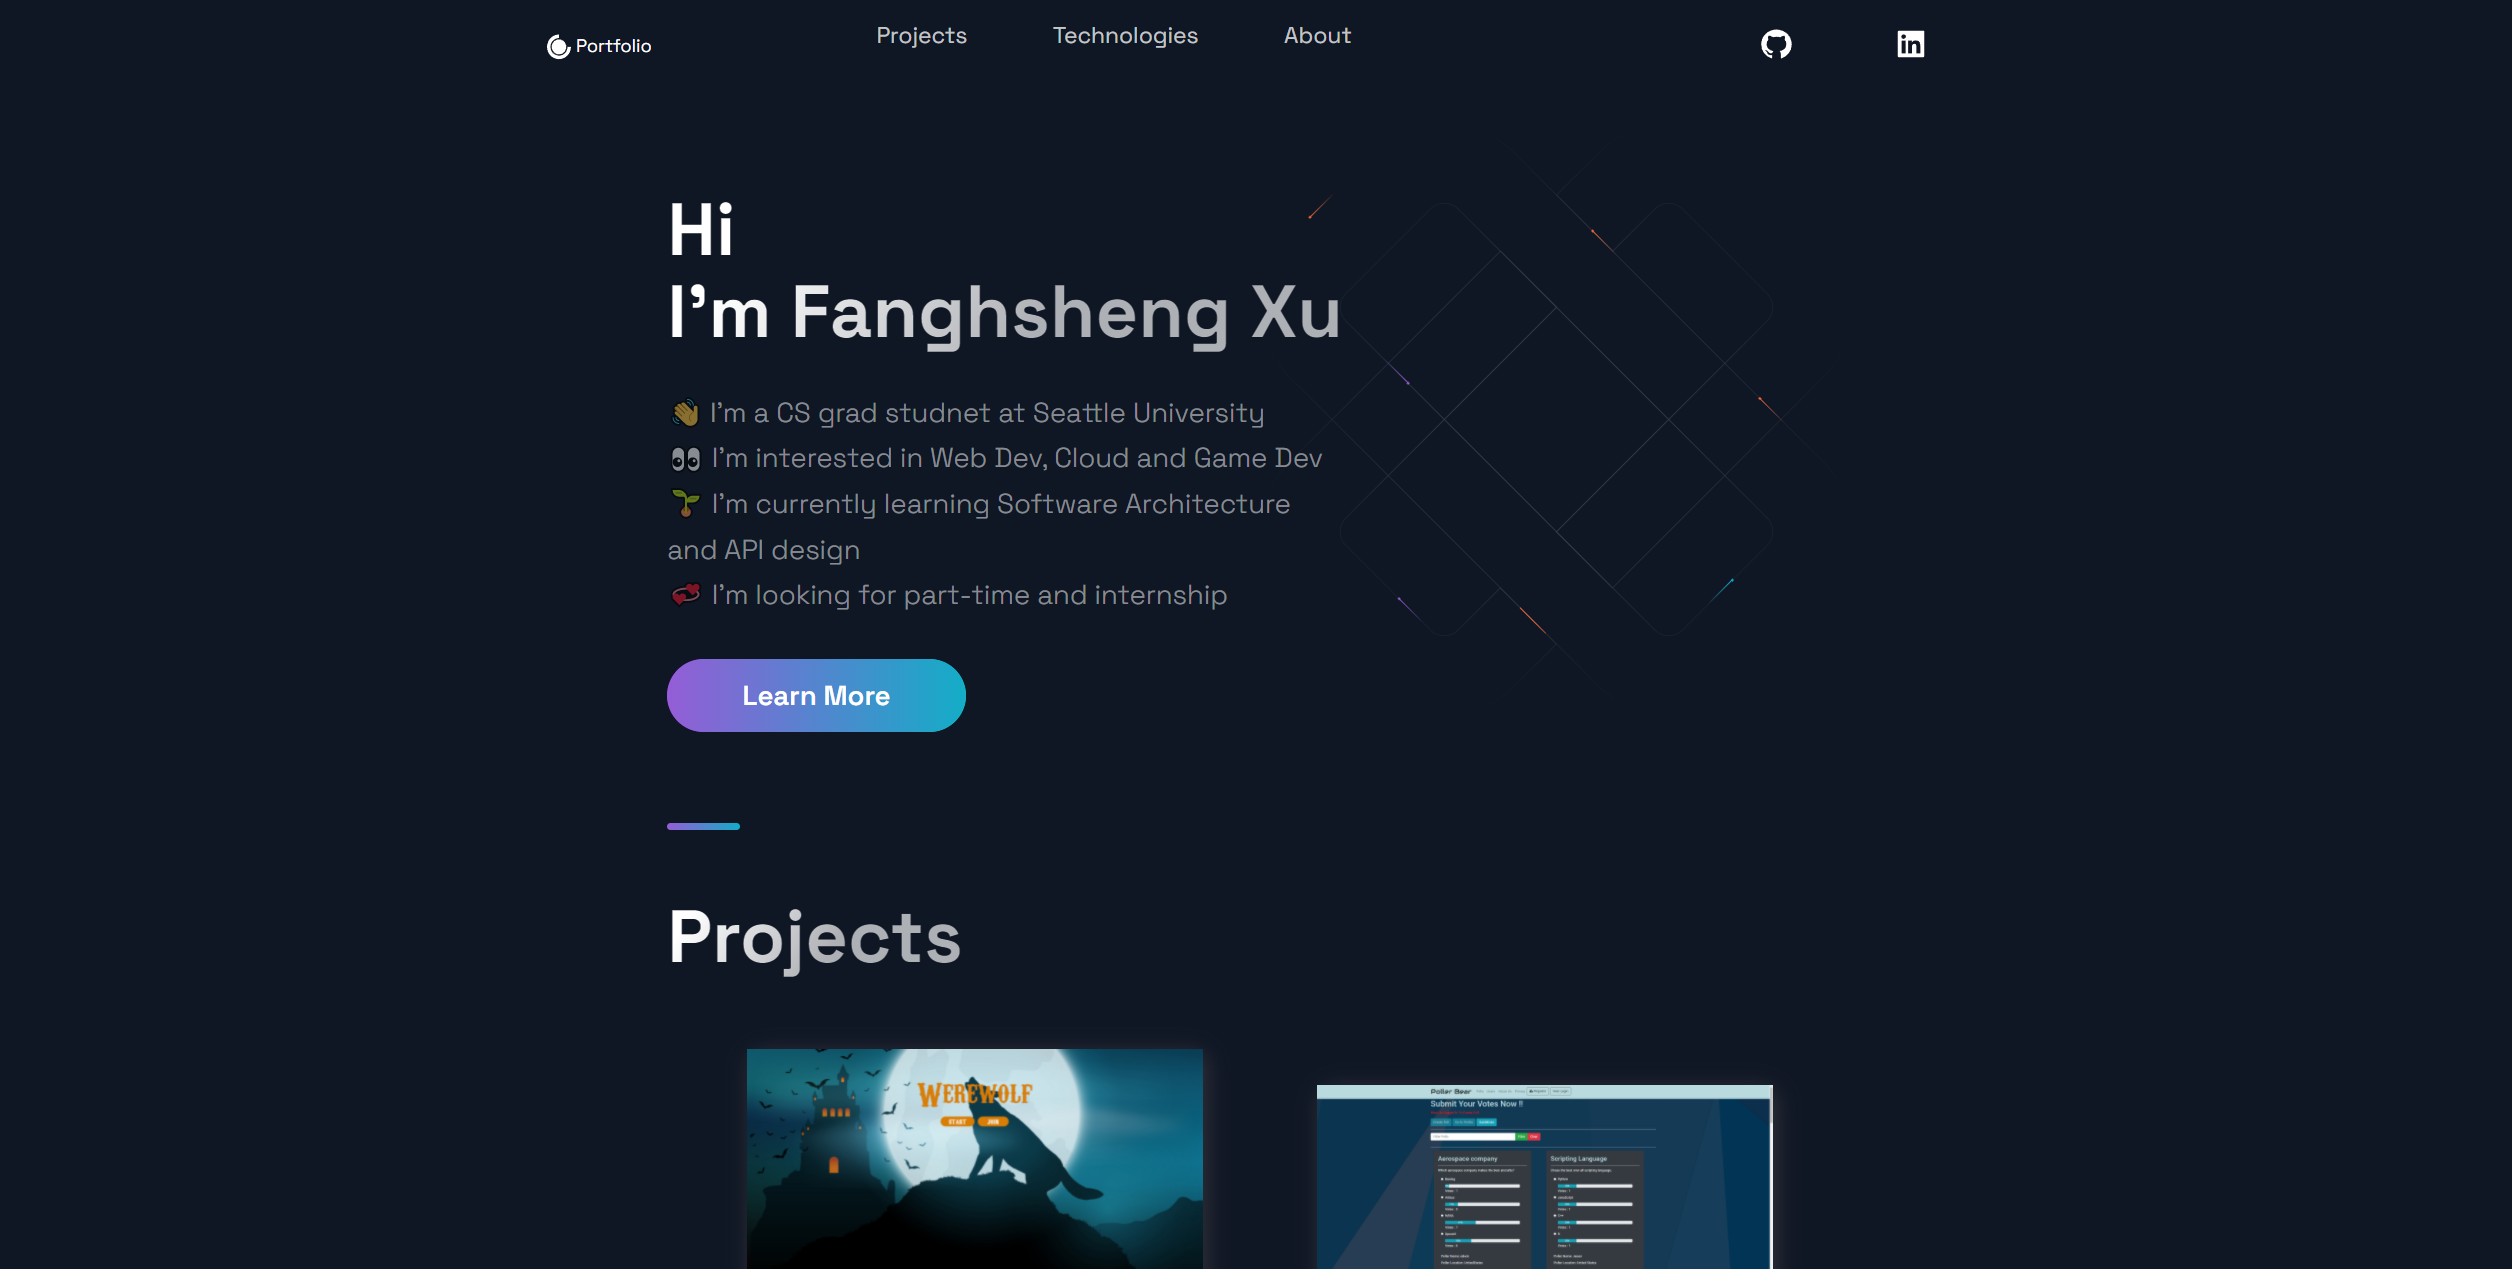 Portfolio
Projects
Technologies
About
Hi
I'm Fanghsheng Xu
👋 I'm a CS grad studnet at Seattle University
👀 I'm interested in Web Dev, Cloud and Game Dev
🌱 I'm currently learning Software Architecture
and API design
💞 I'm looking for part-time and internship
Learn More
Projects
WEREWOLF
START JOIN
Poller Bear
Submit Your Votes Now !!
Aerospace company
Scripting Language